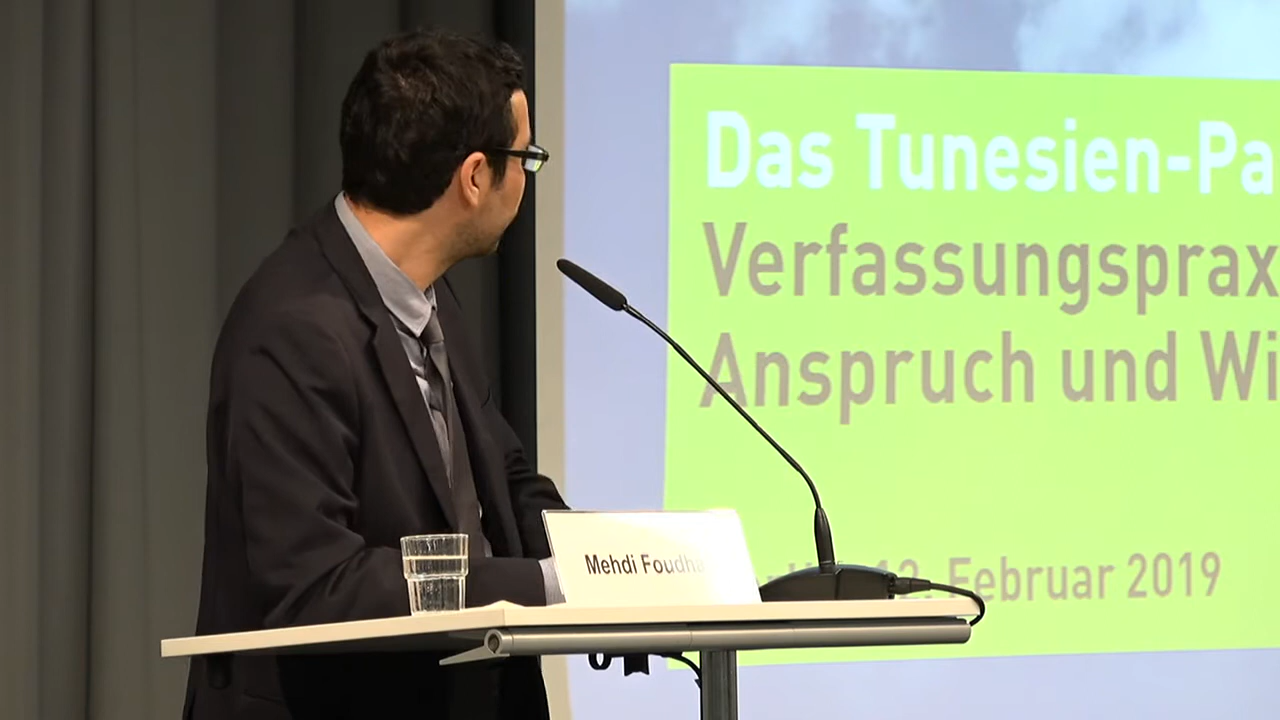 Das Tunesien-Pa
Verfassungsprax
Anspruch und Wi
Mehdi Foudha
12. Februar 2019